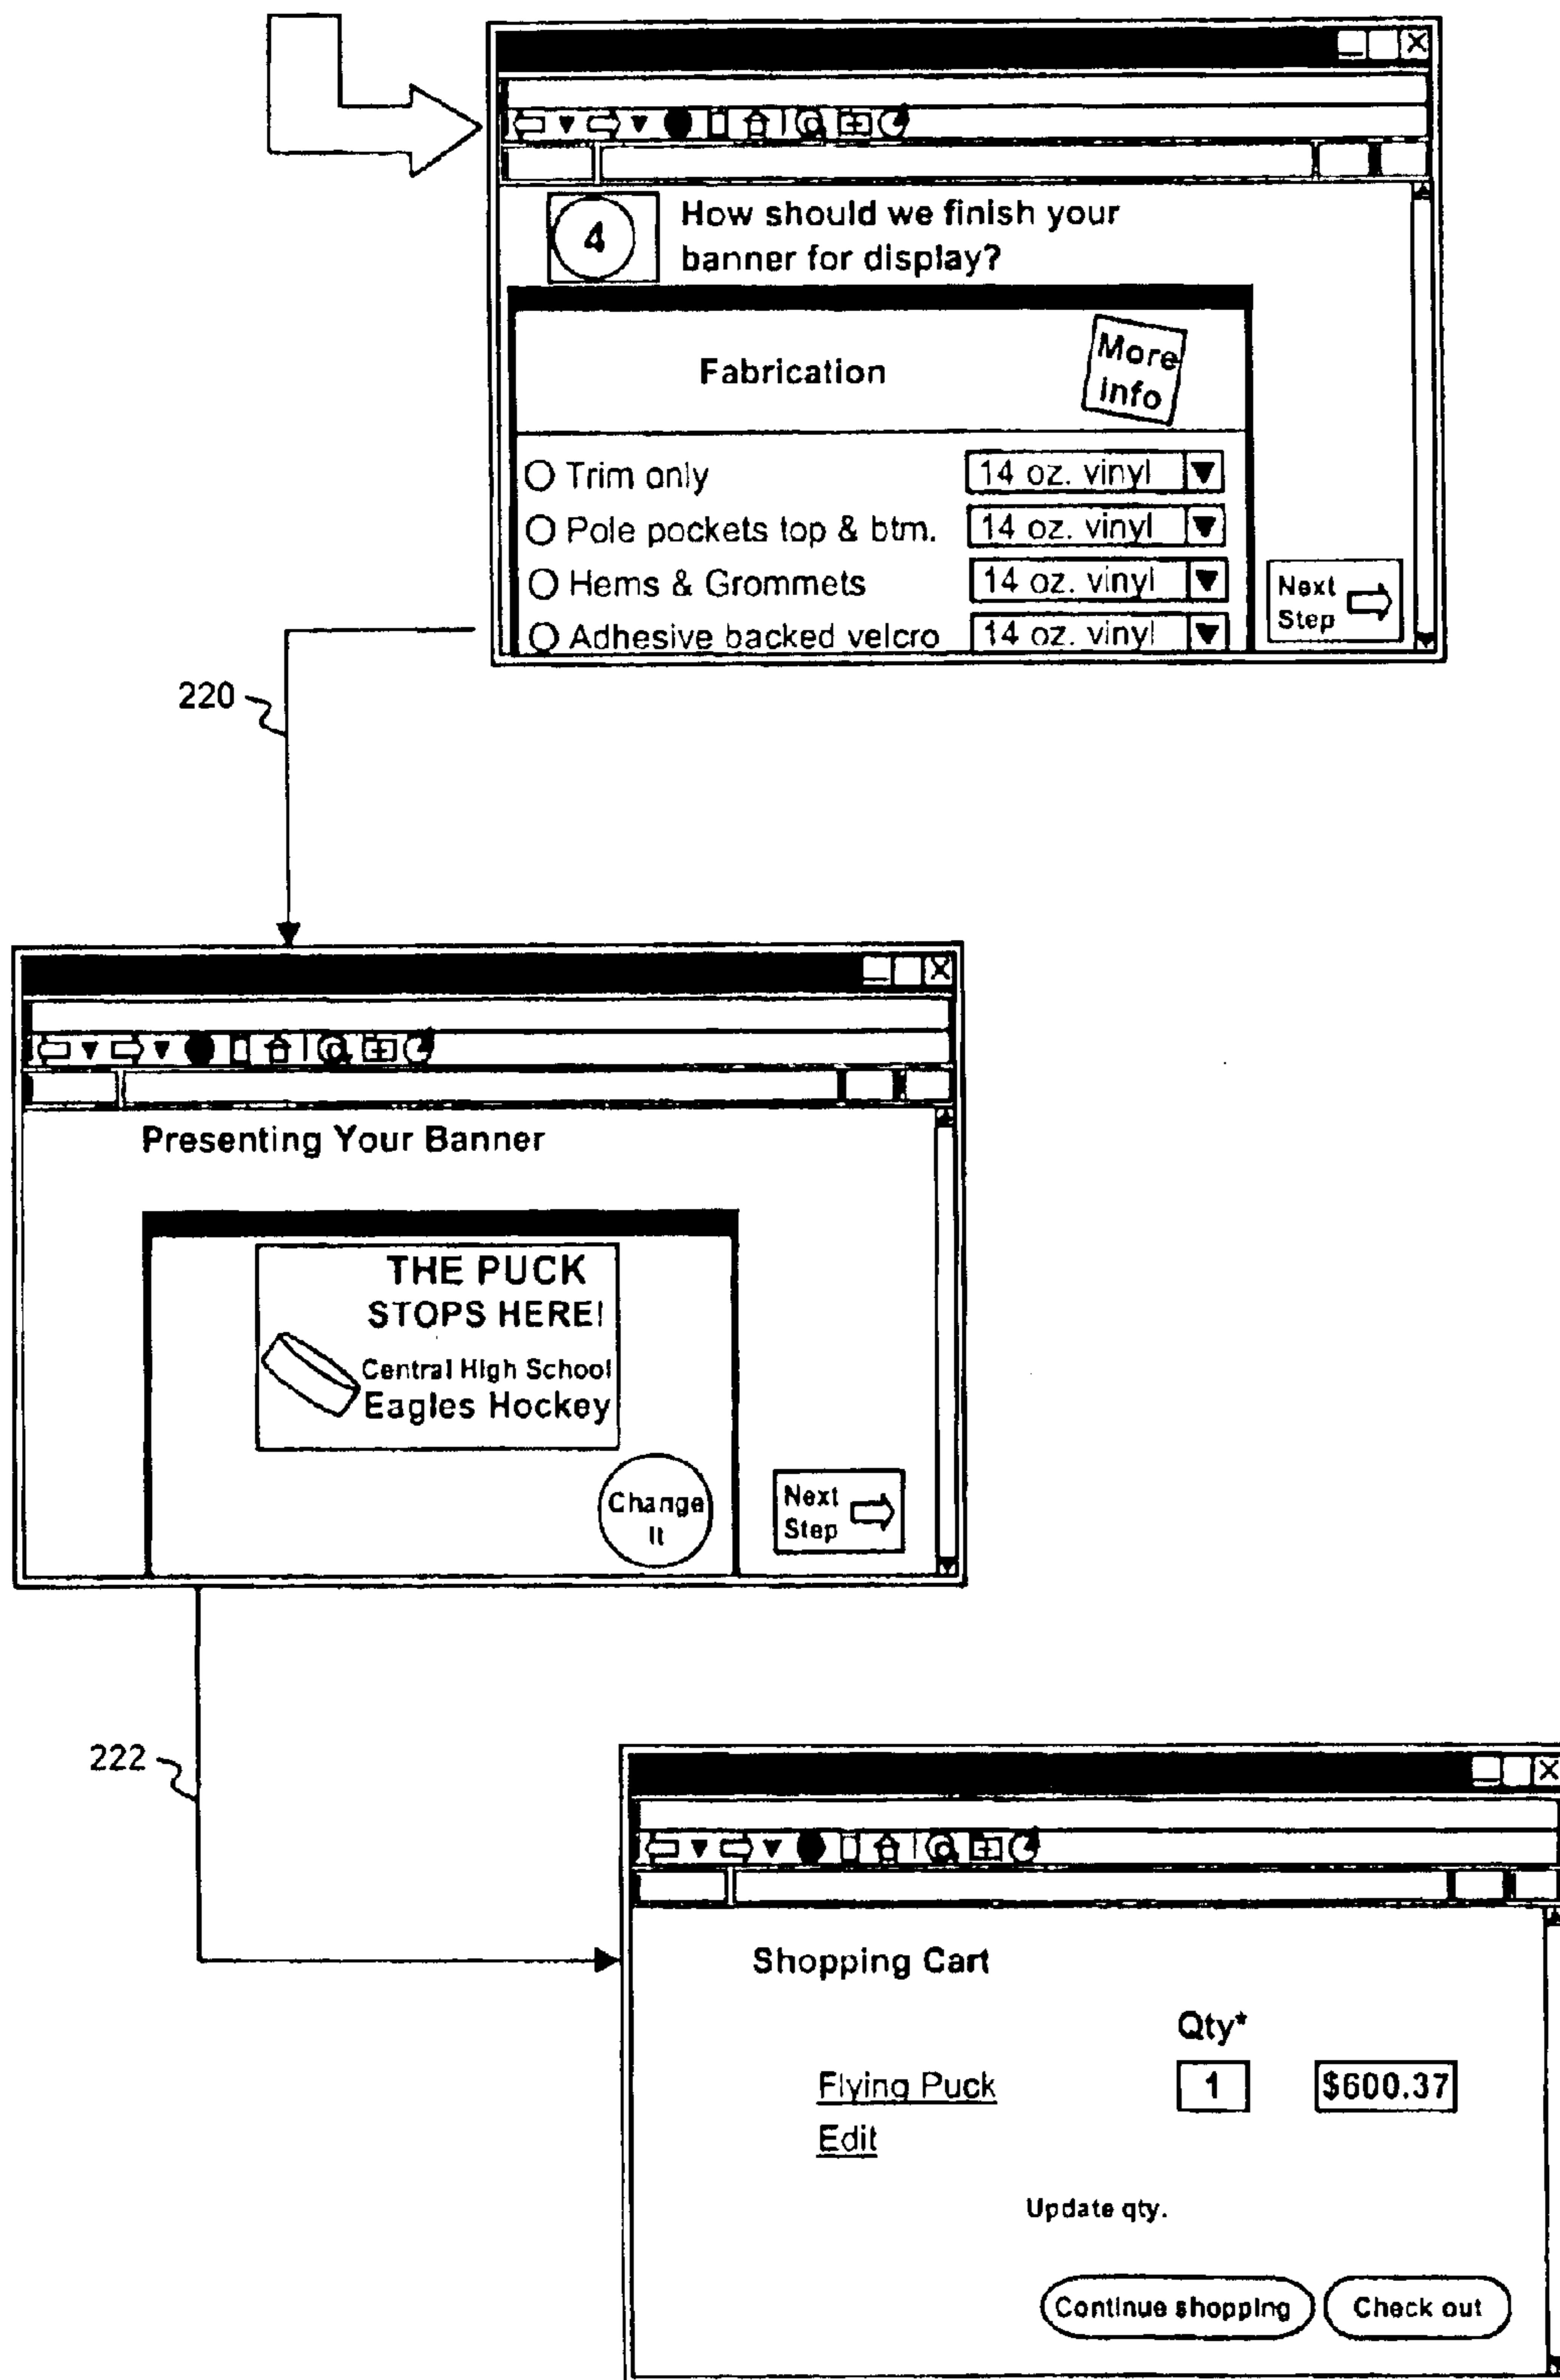 4
How should we finish your
banner for display?
Fabrication
More
info
Trim only 14 oz. vinyl
Pole pockets top & btm. 14 oz. vinyl
Hems & Grommets 14 oz. vinyl
Adhesive backed velcro 14 oz. vinyl
Next
Step
220
Presenting Your Banner
THE PUCK
STOPS HERE!
Central High School
Eagles Hockey
Change
It
Next
Step
222
Shopping Cart
Qty*
Flying Puck 1 $600.37
Edit
Update qty.
Continue shopping Check out